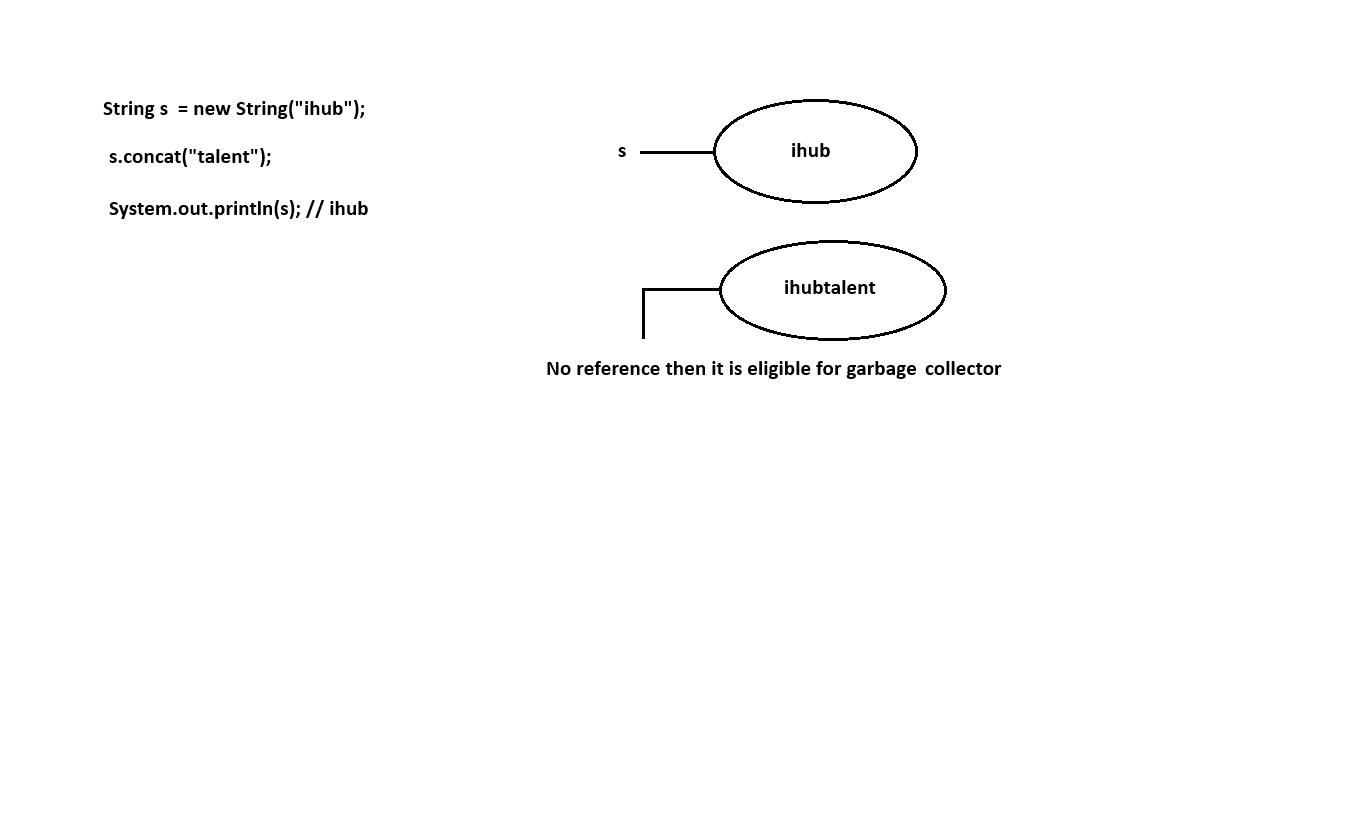 String s  = new String("ihub");
s.concat("talent");
System.out.println(s); // ihub
s
ihub
ihubtalent
No reference then it is eligible for garbage collector